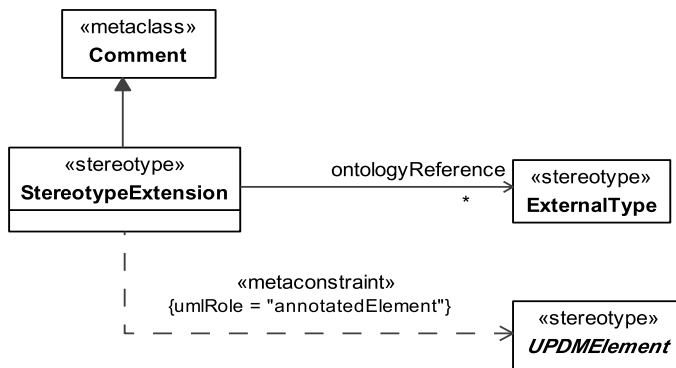 «metaclass»
Comment
«stereotype»
StereotypeExtension
ontologyReference
*
«stereotype»
ExternalType
«metaconstraint»
{umlRole = "annotatedElement"}
«stereotype»
UPDMElement